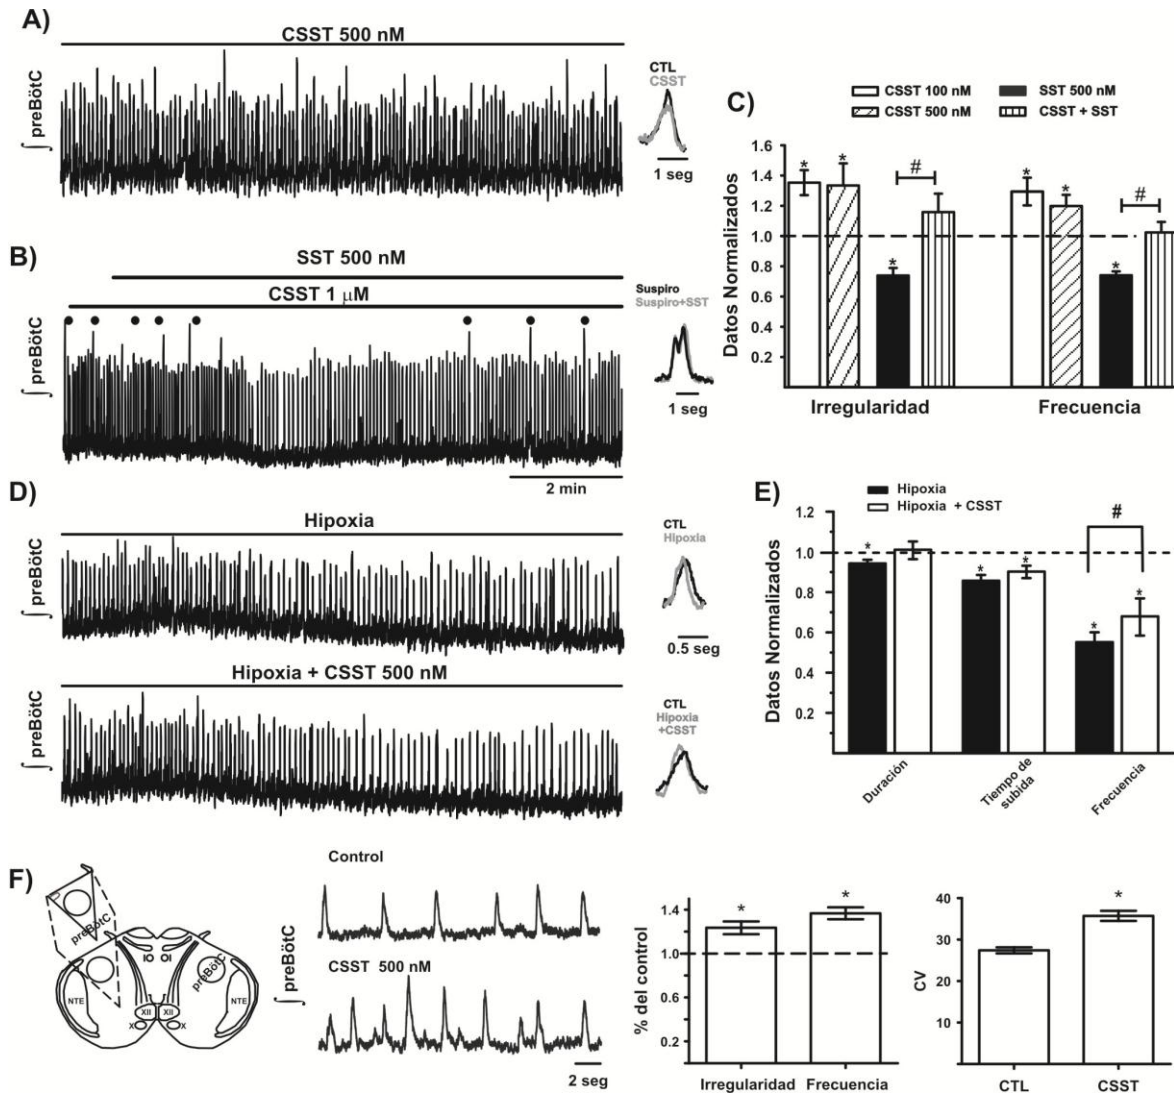 A)
CSST 500 nM
∫ preBötC
CTL
CSST
1 seg
B)
SST 500 nM
CSST 1 µM
∫ preBötC
Suspiro
Suspiro+SST
1 seg
2 min
C)
CSST 100 nM
SST 500 nM
CSST 500 nM
CSST + SST
Datos Normalizados
1.6
1.4
1.2
1.0
0.8
0.6
0.4
0.2
* * * #
* * * #
Irregularidad
Frecuencia
D)
Hipoxia
∫ preBötC
CTL
Hipoxia
0.5 seg
Hipoxia + CSST 500 nM
∫ preBötC
CTL
Hipoxia
+CSST
E)
Hipoxia
Hipoxia + CSST
Datos Normalizados
1.2
1.0
0.8
0.6
0.4
0.2
* * * * * #
Duración
Tiempo de
subida
Frecuencia
F)
preBötC
IO OI
preBötC
NTE
NTE
XII XII
X X
Control
∫ preBötC
CSST 500 nM
2 seg
% del control
1.4
1.0
0.6
0.2
* *
Irregularidad
Frecuencia
CV
40
30
20
10
*
CTL
CSST